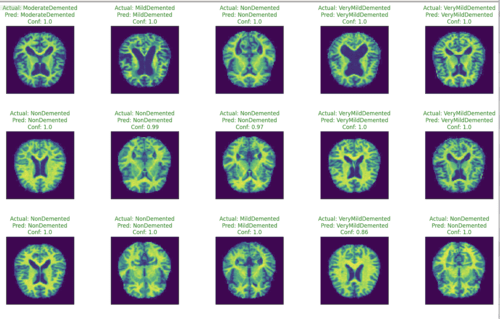 Actual: ModerateDemented
Pred: ModerateDemented
Conf: 1.0
Actual: MildDemented
Pred: MildDemented
Conf: 1.0
Actual: NonDemented
Pred: NonDemented
Conf: 1.0
Actual: VeryMildDemented
Pred: VeryMildDemented
Conf: 1.0
Actual: VeryMildDemented
Pred: VeryMildDemented
Conf: 1.0
Actual: NonDemented
Pred: NonDemented
Conf: 1.0
Actual: NonDemented
Pred: NonDemented
Conf: 0.99
Actual: NonDemented
Pred: NonDemented
Conf: 0.97
Actual: VeryMildDemented
Pred: VeryMildDemented
Conf: 1.0
Actual: VeryMildDemented
Pred: VeryMildDemented
Conf: 1.0
Actual: NonDemented
Pred: NonDemented
Conf: 1.0
Actual: NonDemented
Pred: NonDemented
Conf: 1.0
Actual: MildDemented
Pred: MildDemented
Conf: 1.0
Actual: VeryMildDemented
Pred: VeryMildDemented
Conf: 0.86
Actual: NonDemented
Pred: NonDemented
Conf: 1.0